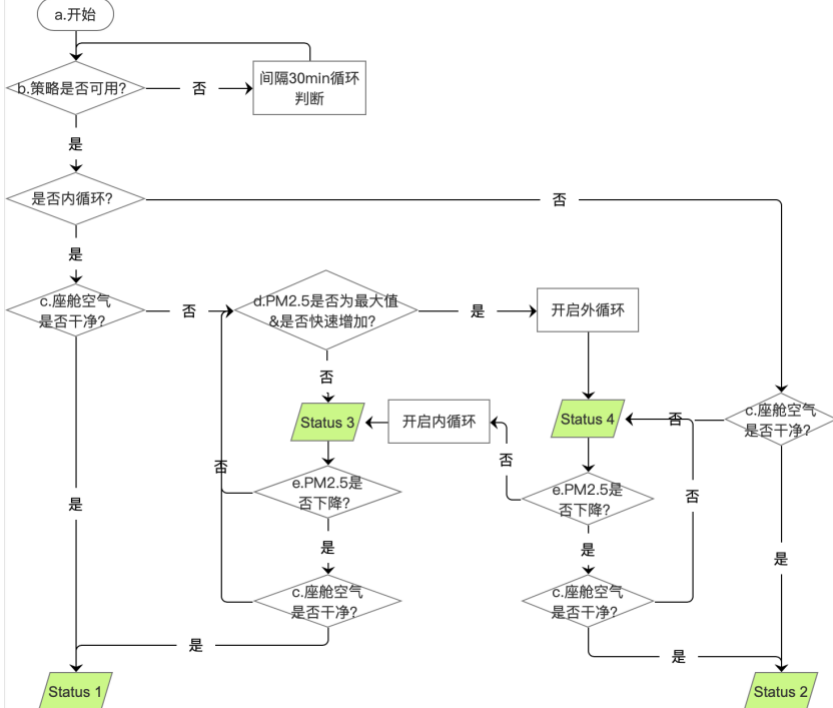 a.开始
b.策略是否可用?
否
间隔30min循环
判断
是
是否内循环?
否
是
c.座舱空气
是否干净?
否
d.PM2.5是否为最大值
&是否快速增加?
是
开启外循环
否
Status 3
开启内循环
Status 4
否
c.座舱空气
是否干净?
否
e.PM2.5是
否下降?
否
e.PM2.5是
否下降?
否
是
是
是
是
c.座舱空气
是否干净?
c.座舱空气
是否干净?
是
是
Status 1
Status 2